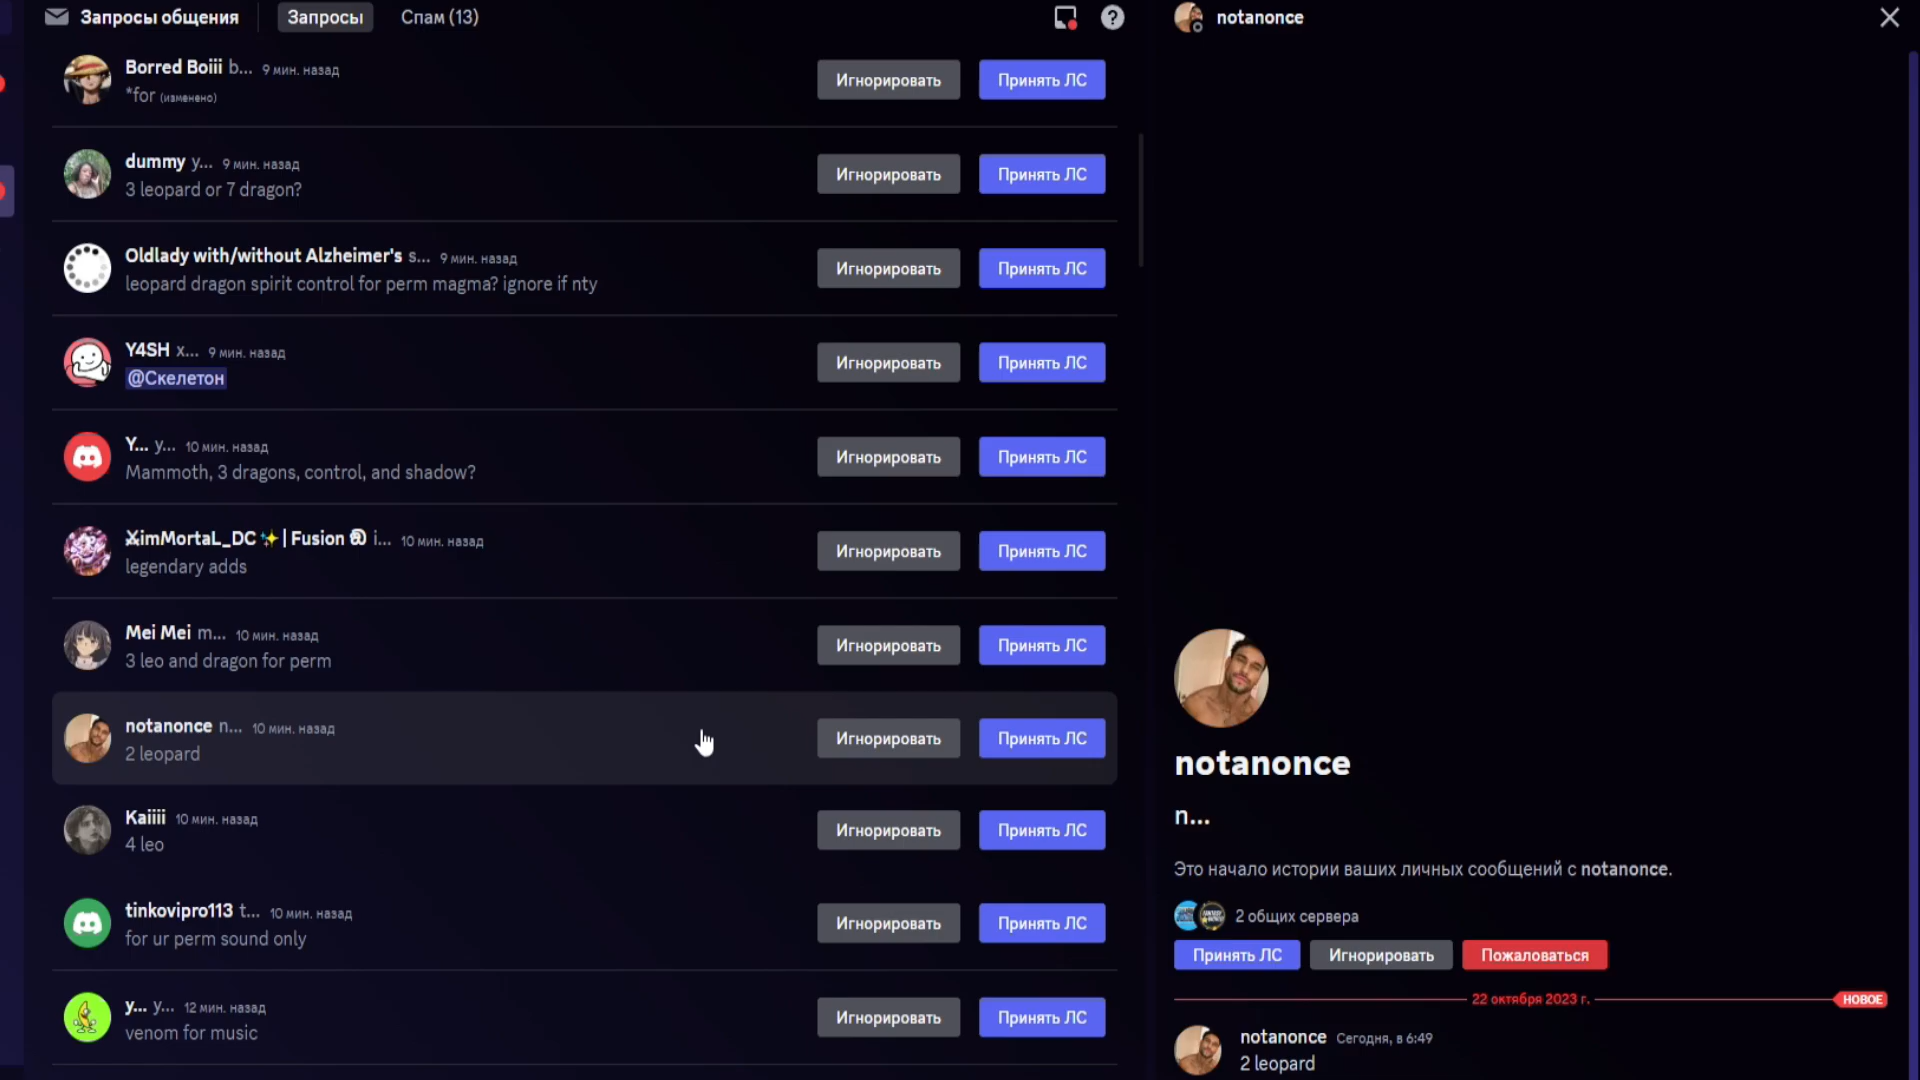 Запросы общения
Запросы
Спам (13)
notanonce
Borred Boiii b... 9 мин. назад
*for (изменено)
Игнорировать
Принять ЛС
dummy y... 9 мин. назад
3 leopard or 7 dragon?
Игнорировать
Принять ЛС
Oldlady with/without Alzheimer's s... 9 мин. назад
leopard dragon spirit control for perm magma? ignore if nty
Игнорировать
Принять ЛС
Y4SH x... 9 мин. назад
@Скелетон
Игнорировать
Принять ЛС
Y... y... 10 мин. назад
Mammoth, 3 dragons, control, and shadow?
Игнорировать
Принять ЛС
imMortaL_DC✨| Fusion i... 10 мин. назад
legendary adds
Игнорировать
Принять ЛС
Mei Mei m... 10 мин. назад
3 leo and dragon for perm
Игнорировать
Принять ЛС
notanonce n... 10 мин. назад
2 leopard
Игнорировать
Принять ЛС
Kaiiii 10 мин. назад
4 leo
Игнорировать
Принять ЛС
tinkovipro113 t... 10 мин. назад
for ur perm sound only
Игнорировать
Принять ЛС
y... y... 12 мин. назад
venom for music
Игнорировать
Принять ЛС
notanonce
n...
Это начало истории ваших личных сообщений с notanonce.
2 общих сервера
Принять ЛС
Игнорировать
Пожаловаться
22 октября 2023 г.
НОВОЕ
notanonce Сегодня, в 6:49
2 leopard